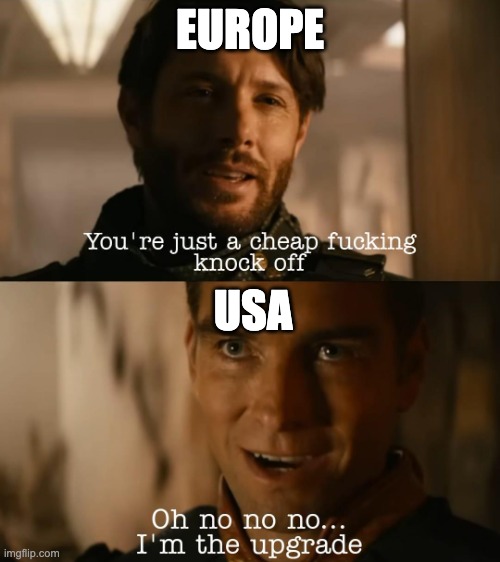 EUROPE
You're just a cheap fucking
knock off
USA
Oh no no no...
I'm the upgrade
imgflip.com